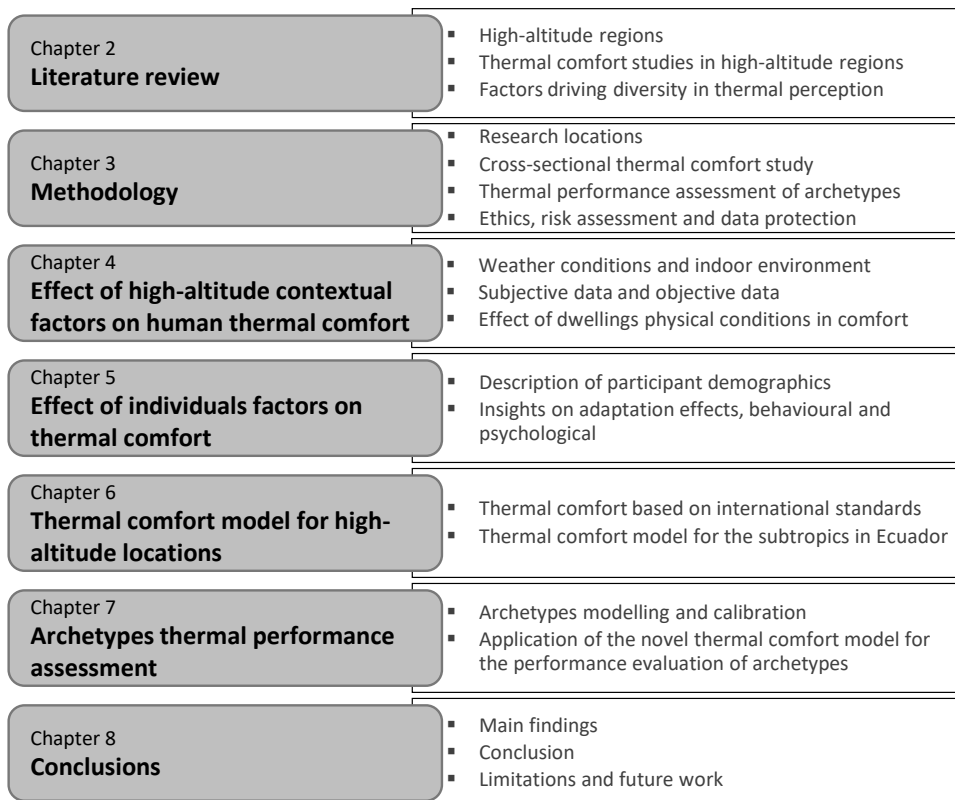 Chapter 2
Literature review
▪ High-altitude regions
▪ Thermal comfort studies in high-altitude regions
▪ Factors driving diversity in thermal perception
Chapter 3
Methodology
▪ Research locations
▪ Cross-sectional thermal comfort study
▪ Thermal performance assessment of archetypes
▪ Ethics, risk assessment and data protection
Chapter 4
Effect of high-altitude contextual
factors on human thermal comfort
▪ Weather conditions and indoor environment
▪ Subjective data and objective data
▪ Effect of dwellings physical conditions in comfort
Chapter 5
Effect of individuals factors on
thermal comfort
▪ Description of participant demographics
▪ Insights on adaptation effects, behavioural and
psychological
Chapter 6
Thermal comfort model for high-
altitude locations
▪ Thermal comfort based on international standards
▪ Thermal comfort model for the subtropics in Ecuador
Chapter 7
Archetypes thermal performance
assessment
▪ Archetypes modelling and calibration
▪ Application of the novel thermal comfort model for
the performance evaluation of archetypes
Chapter 8
Conclusions
▪ Main findings
▪ Conclusion
▪ Limitations and future work